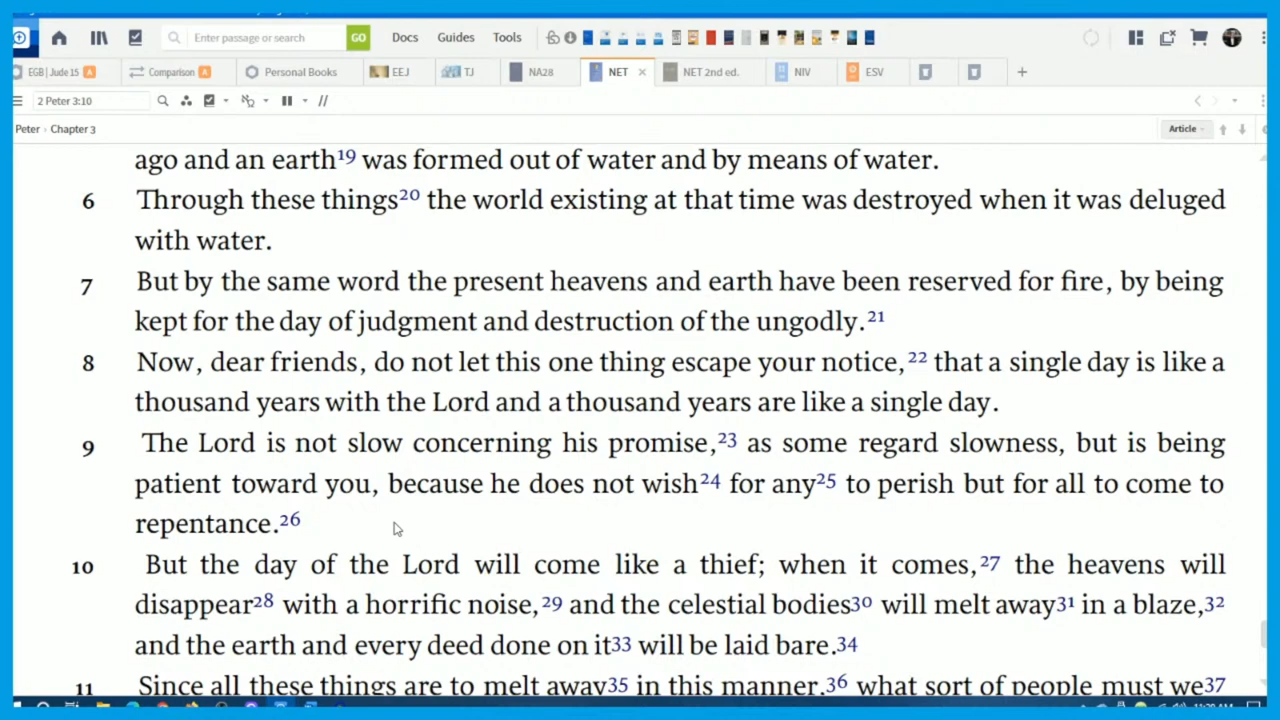 Enter passage or search GO Docs Guides Tools
EGB | Jude 15 A Comparison A Personal Books EEJ TJ NA28 NET × NET 2nd ed. NIV ESV +
2 Peter 3:10
Peter › Chapter 3 Article
ago and an earth19 was formed out of water and by means of water.
6 Through these things20 the world existing at that time was destroyed when it was deluged
with water.
7 But by the same word the present heavens and earth have been reserved for fire, by being
kept for the day of judgment and destruction of the ungodly.21
8 Now, dear friends, do not let this one thing escape your notice,22 that a single day is like a
thousand years with the Lord and a thousand years are like a single day.
9 The Lord is not slow concerning his promise,23 as some regard slowness, but is being
patient toward you, because he does not wish24 for any25 to perish but for all to come to
repentance.26
10 But the day of the Lord will come like a thief; when it comes,27 the heavens will
disappear28 with a horrific noise,29 and the celestial bodies30 will melt away31 in a blaze,32
and the earth and every deed done on it33 will be laid bare.34
11 Since all these things are to melt away35 in this manner,36 what sort of people must we37